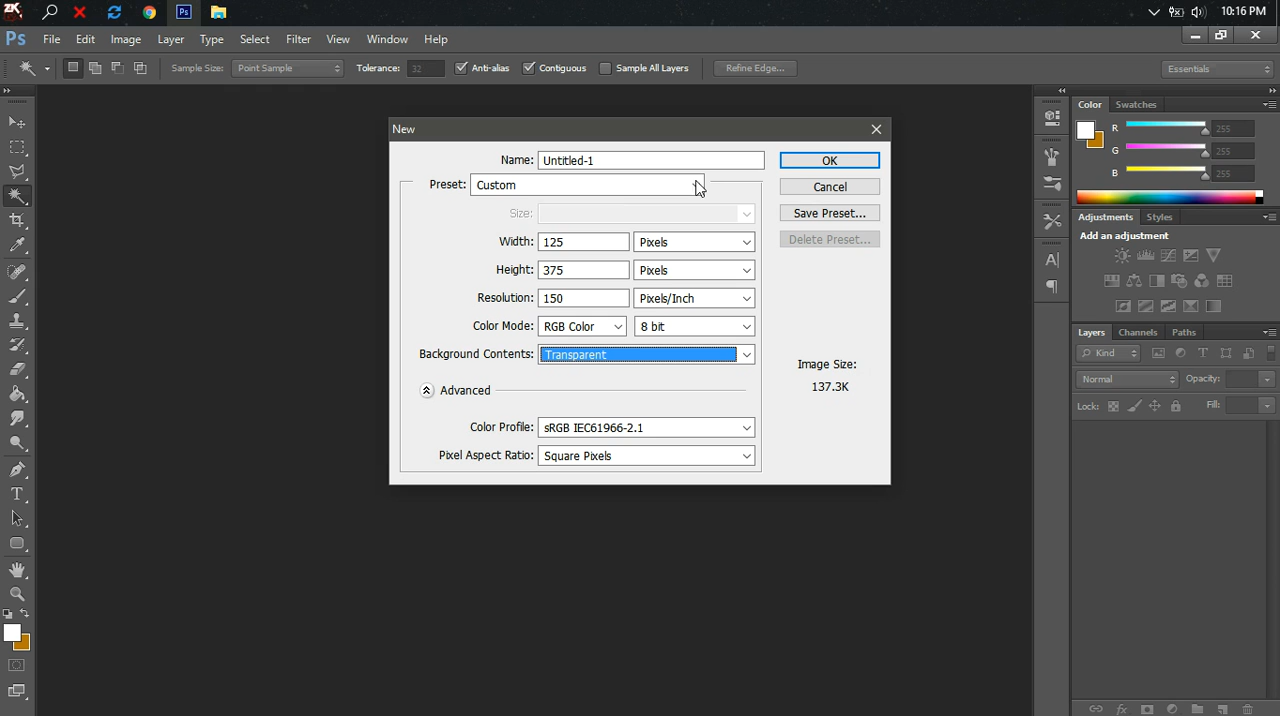 ZK
10:16 PM
Ps File Edit Image Layer Type Select Filter View Window Help
Sample Size: Point Sample Tolerance: 32 Anti-alias Contiguous Sample All Layers Refine Edge... Essentials
Color Swatches
R 255
G 255
B 255
Adjustments Styles
Add an adjustment
Layers Channels Paths
Kind
Normal Opacity:
Lock: Fill:
New
Name: Untitled-1 OK
Preset: Custom Cancel
Size: Save Preset...
Width: 125 Pixels Delete Preset...
Height: 375 Pixels
Resolution: 150 Pixels/Inch
Color Mode: RGB Color 8 bit
Background Contents: Transparent
Image Size:
137.3K
Advanced
Color Profile: sRGB IEC61966-2.1
Pixel Aspect Ratio: Square Pixels